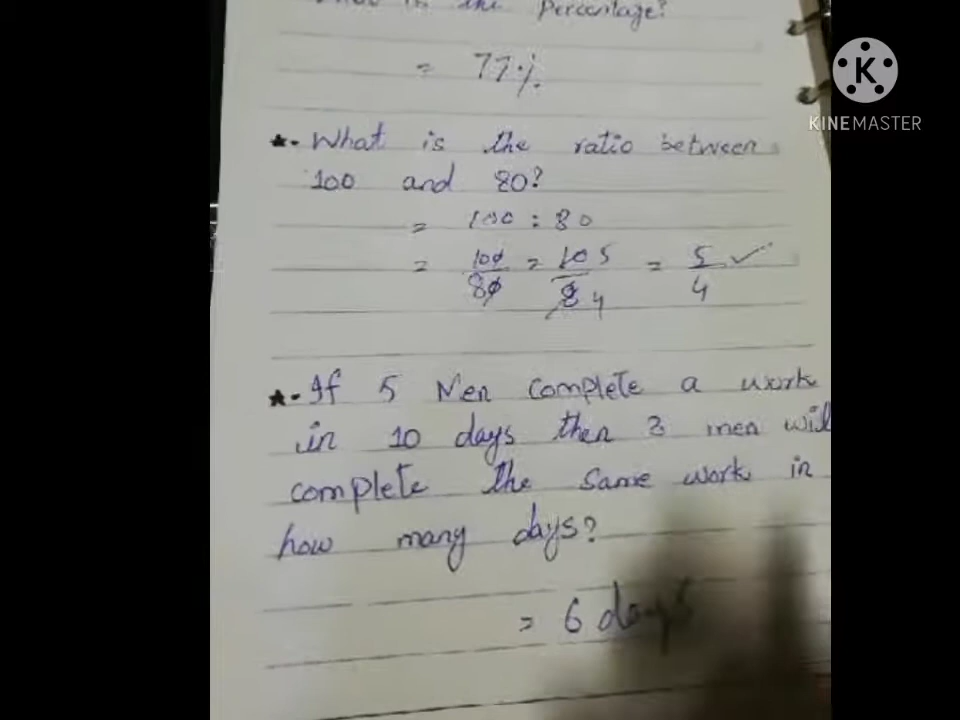 is the Percentage?
= 77%.
K
KINEMASTER
★. What is the ratio between
100 and 80?
= 100 : 80
= 100/80 = 10 5/8 4 = 5/4 ✓
★. If 5 Men complete a work
in 10 days then 3 men will
complete the same work in
how many days?
= 6 days